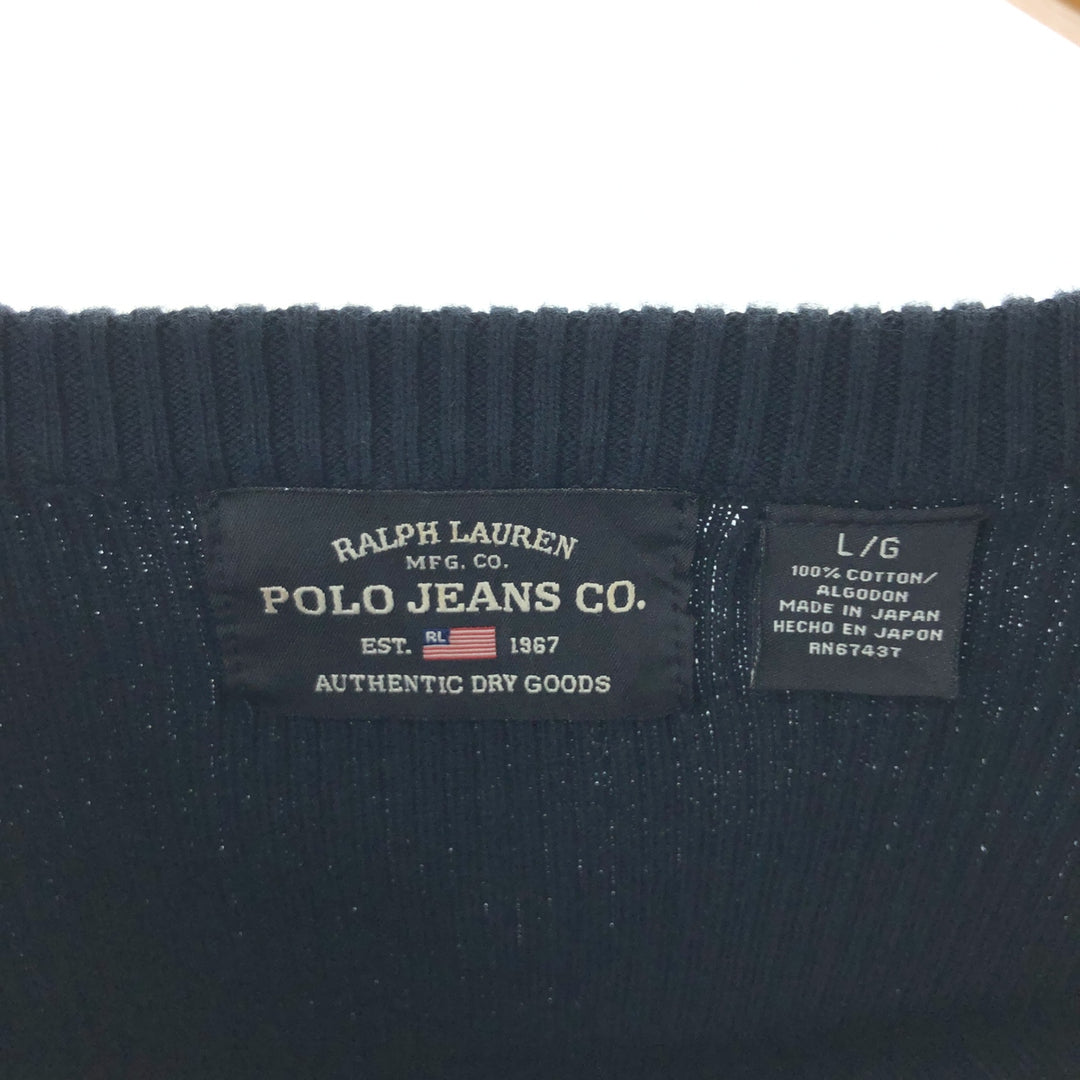 RALPH LAUREN
MFG. CO.
POLO JEANS CO.
EST. RL 1967
AUTHENTIC DRY GOODS
L/G
100% COTTON/
ALGODON
MADE IN JAPAN
HECHO EN JAPON
RN67437